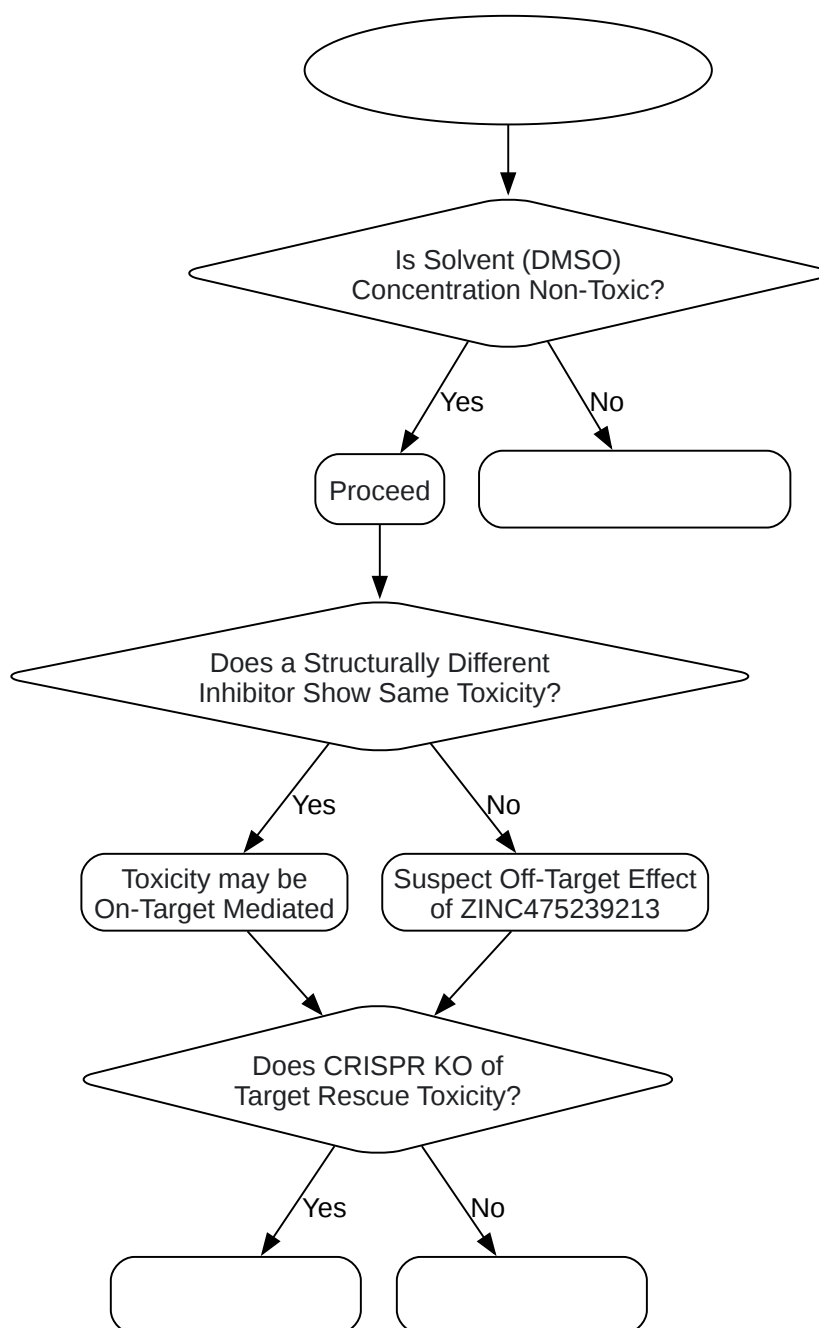 Is Solvent (DMSO)
Concentration Non-Toxic?
Yes
No
Proceed
Does a Structurally Different
Inhibitor Show Same Toxicity?
Yes
No
Toxicity may be
On-Target Mediated
Suspect Off-Target Effect
of ZINC475239213
Does CRISPR KO of
Target Rescue Toxicity?
Yes
No